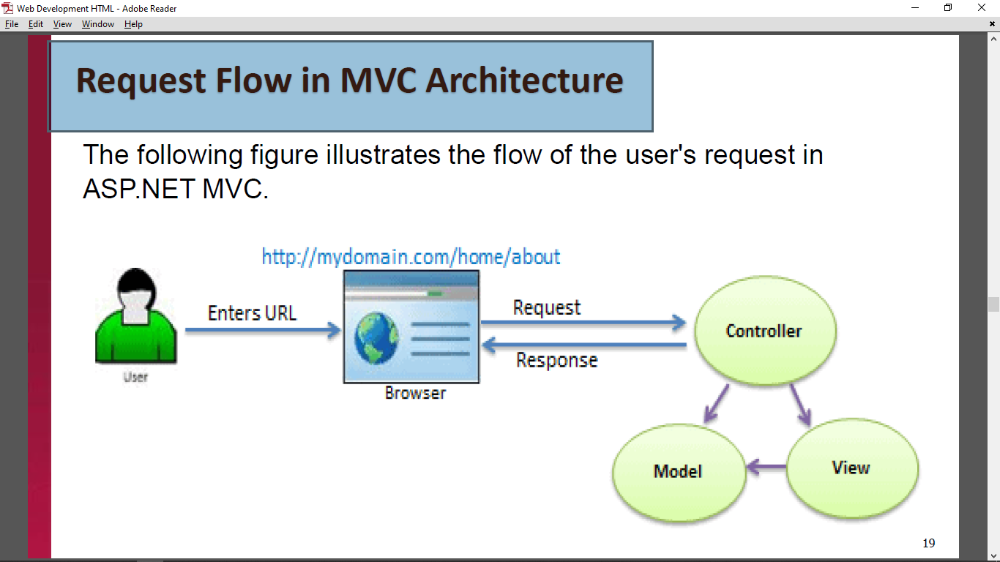 Web Development HTML - Adobe Reader
File Edit View Window Help
Request Flow in MVC Architecture
The following figure illustrates the flow of the user's request in
ASP.NET MVC.
http://mydomain.com/home/about
Enters URL
Request
Controller
Response
User
Browser
Model
View
19